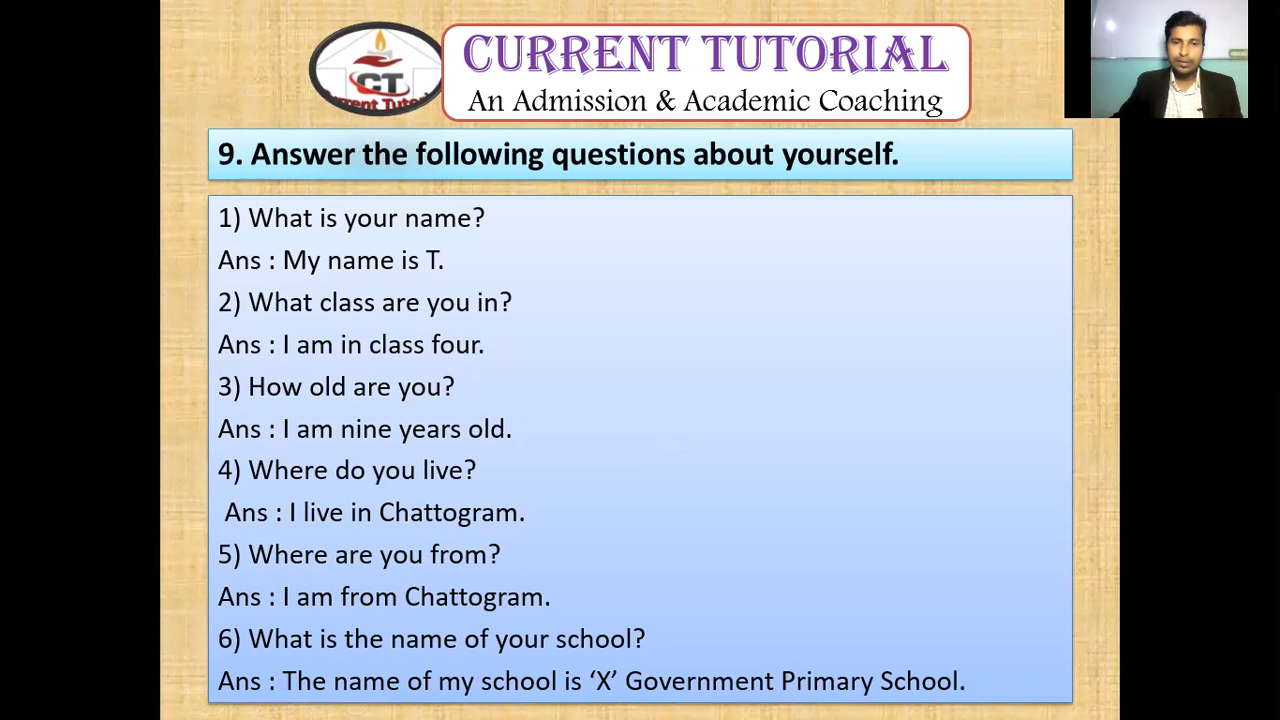 CT
Current Tutorial
CURRENT TUTORIAL
An Admission & Academic Coaching
9. Answer the following questions about yourself.
1) What is your name?
Ans : My name is T.
2) What class are you in?
Ans : I am in class four.
3) How old are you?
Ans : I am nine years old.
4) Where do you live?
Ans : I live in Chattogram.
5) Where are you from?
Ans : I am from Chattogram.
6) What is the name of your school?
Ans : The name of my school is ‘X’ Government Primary School.